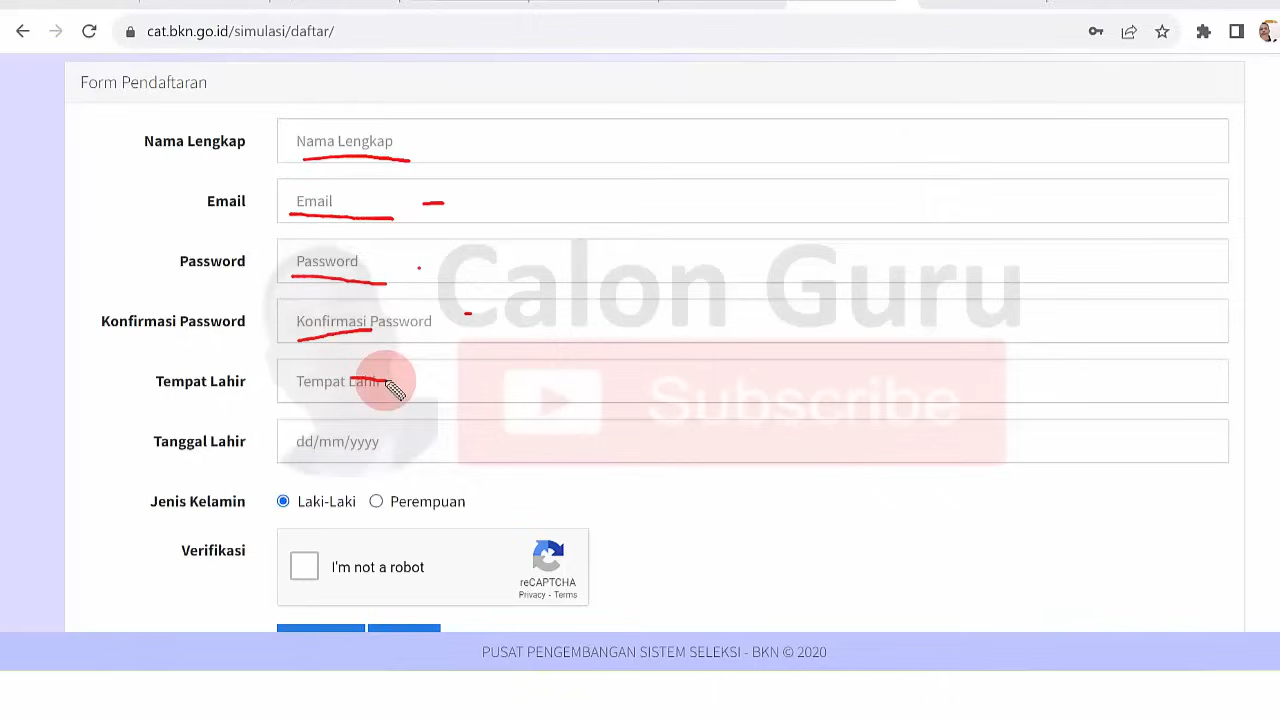 cat.bkn.go.id/simulasi/daftar/
Form Pendaftaran
Nama Lengkap Nama Lengkap
Email Email
Password Password
Calon Guru
Konfirmasi Password Konfirmasi Password
Tempat Lahir Tempat Lahir
Subscribe
Tanggal Lahir dd/mm/yyyy
Jenis Kelamin Laki-Laki Perempuan
Verifikasi I'm not a robot
reCAPTCHA
Privacy - Terms
PUSAT PENGEMBANGAN SISTEM SELEKSI - BKN © 2020